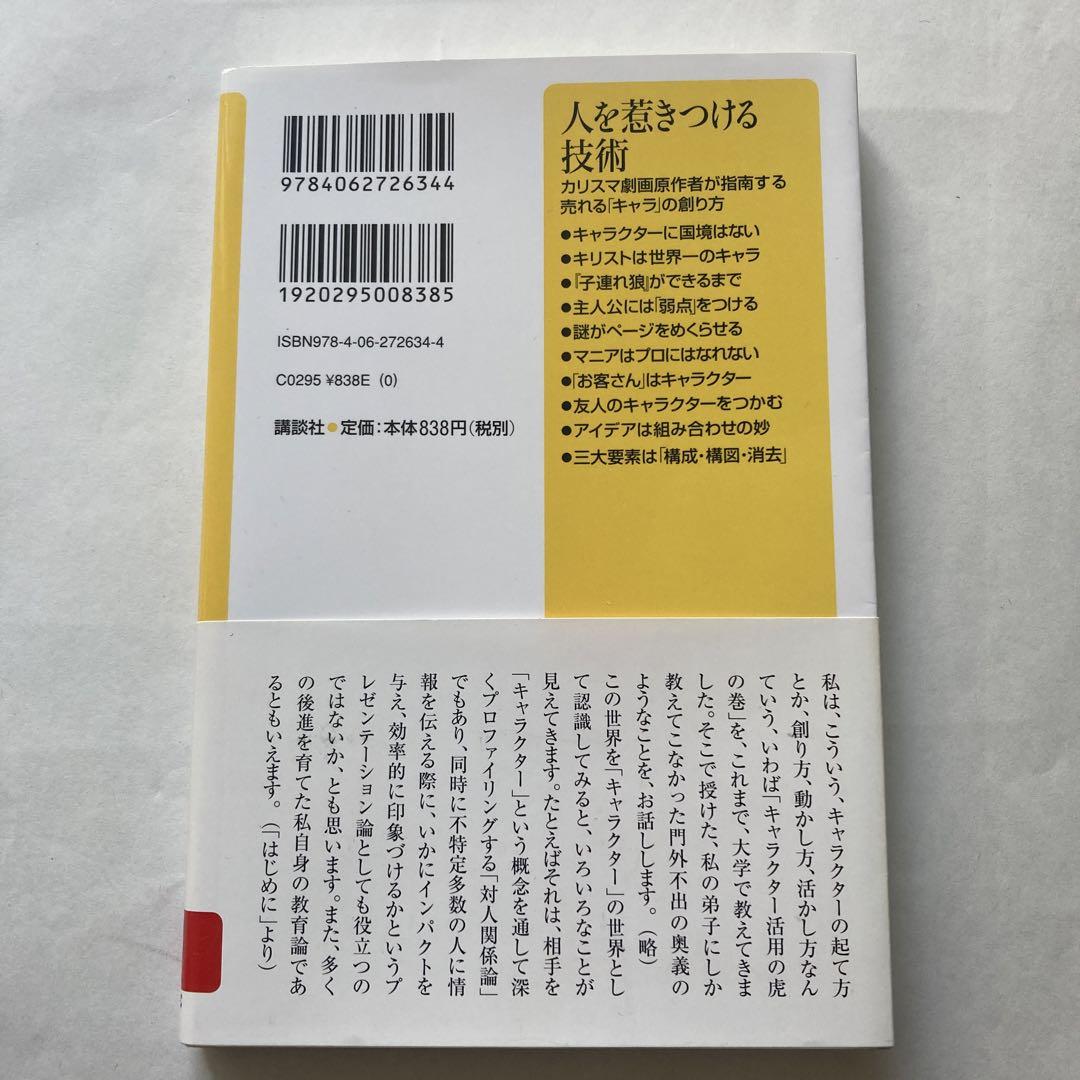 9784062726344
1920295008385
ISBN978-4-06-272634-4
C0295 ¥838E (0)
講談社●定価:本体838円(税別)
人を惹きつける
技術
カリスマ劇画原作者が指南する
売れる「キャラ」の創り方
●キャラクターに国境はない
●キリストは世界一のキャラ
●『子連れ狼』ができるまで
●主人公には「弱点」をつける
●謎がページをめくらせる
●マニアはプロにはなれない
●「お客さん」はキャラクター
●友人のキャラクターをつかむ
●アイデアは組み合わせの妙
●三大要素は「構成・構図・消去」
私は、こういう、キャラクターの起て方
とか、創り方、動かし方、活かし方なん
ていう、いわば「キャラクター活用の虎
の巻」を、これまで、大学で教えてきま
した。そこで授けた、私の弟子にしか
教えてこなかった門外不出の奥義の
ようなことを、お話しします。(略)
この世界を「キャラクター」の世界とし
て認識してみると、いろいろなことが
見えてきます。たとえばそれは、相手を
「キャラクター」という概念を通して深
くプロファイリングする「対人関係論」
でもあり、同時に不特定多数の人に情
報を伝える際に、いかにインパクトを
与え、効率的に印象づけるかというプ
レゼンテーション論としても役立つの
ではないか、とも思います。また、多く
の後進を育てた私自身の教育論であ
るともいえます。(「はじめに」より)